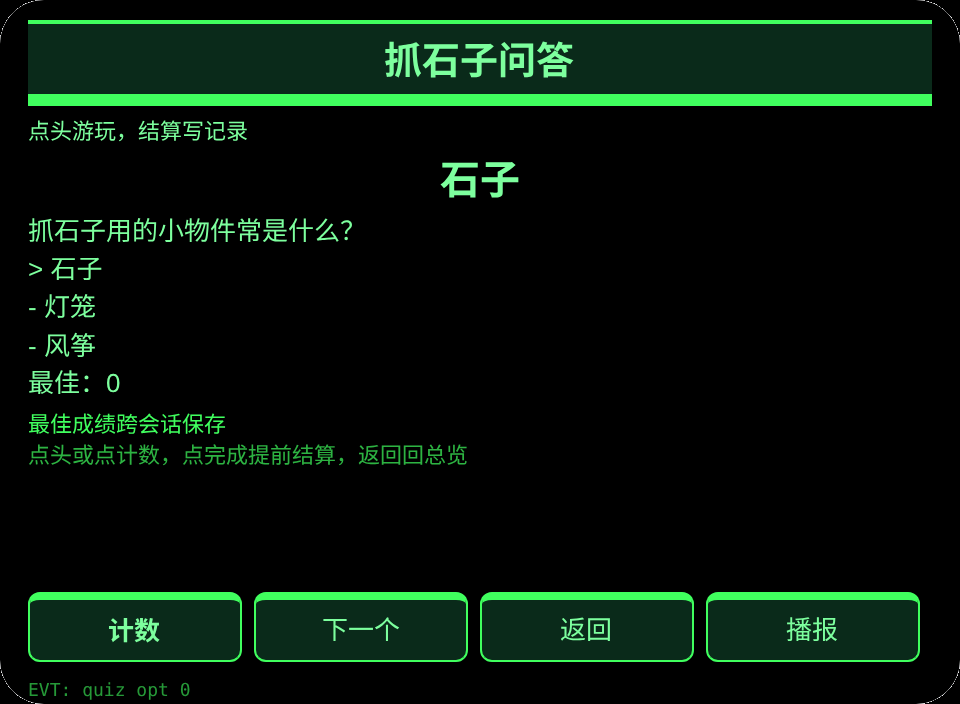 抓石子问答
点头游玩，结算写记录
石子
抓石子用的小物件常是什么？
> 石子
- 灯笼
- 风筝
最佳：0
最佳成绩跨会话保存
点头或点计数，点完成提前结算，返回回总览
计数
下一个
返回
播报
EVT: quiz opt 0